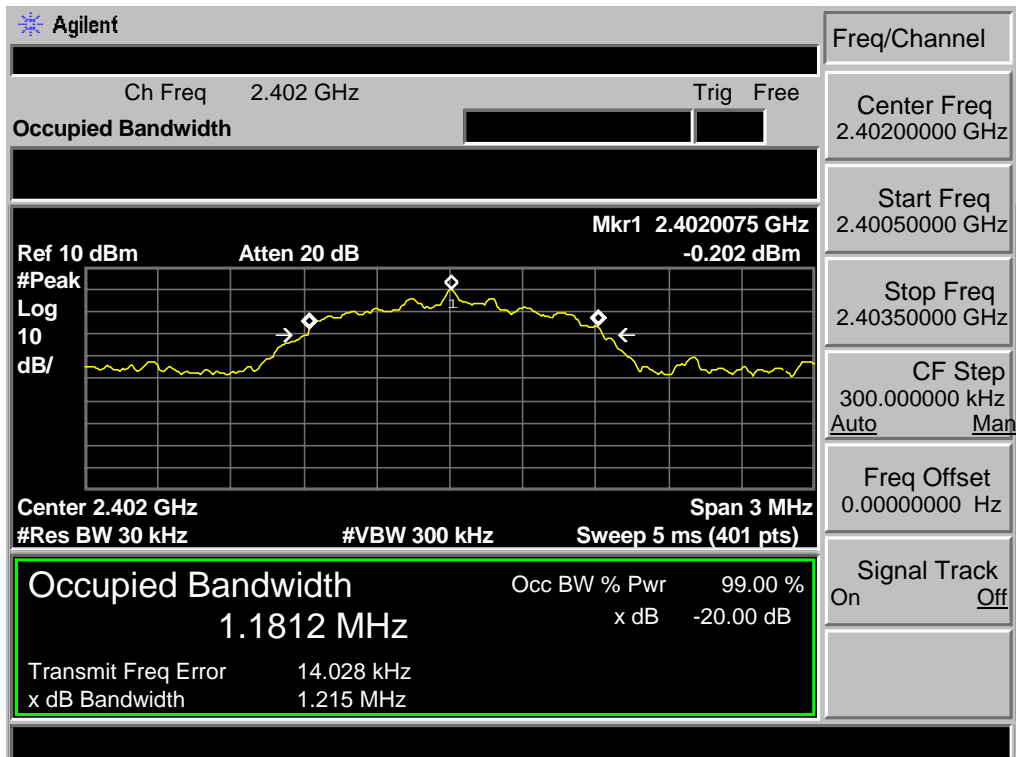 Agilent
Freq/Channel
Ch Freq 2.402 GHz Trig Free
Occupied Bandwidth
Center Freq
2.40200000 GHz
Start Freq
2.40050000 GHz
Stop Freq
2.40350000 GHz
CF Step
300.000000 kHz
Auto Man
Freq Offset
0.00000000 Hz
Signal Track
On Off
Mkr1 2.4020075 GHz
Ref 10 dBm Atten 20 dB -0.202 dBm
#Peak
Log
10
dB/
1
Center 2.402 GHz Span 3 MHz
#Res BW 30 kHz #VBW 300 kHz Sweep 5 ms (401 pts)
Occupied Bandwidth Occ BW % Pwr 99.00 %
1.1812 MHz x dB -20.00 dB
Transmit Freq Error 14.028 kHz
x dB Bandwidth 1.215 MHz